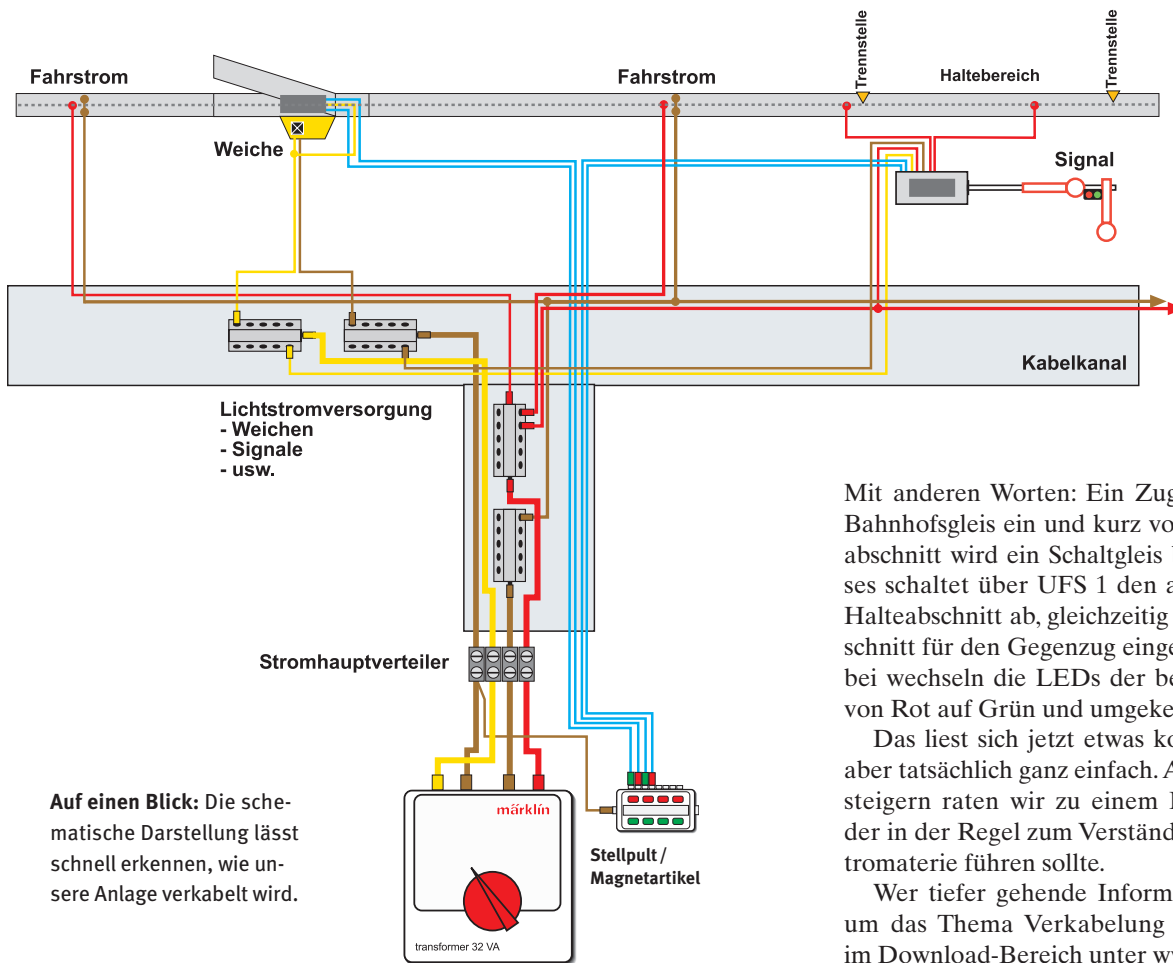 Fahrstrom
Fahrstrom
Trennstelle
Haltebereich
Trennstelle
Weiche
Signal
Kabelkanal
Lichtstromversorgung
- Weichen
- Signale
- usw.
Stromhauptverteiler
märklin
transformer 32 VA
Stellpult /
Magnetartikel
Auf einen Blick: Die sche-
matische Darstellung lässt
schnell erkennen, wie un-
sere Anlage verkabelt wird.
Mit anderen Worten: Ein Zug
Bahnhofsgleis ein und kurz vo
abschnitt wird ein Schaltgleis
ses schaltet über UFS 1 den a
Halteabschnitt ab, gleichzeitig
schnitt für den Gegenzug einge
bei wechseln die LEDs der be
von Rot auf Grün und umgeke
Das liest sich jetzt etwas ko
aber tatsächlich ganz einfach. A
steigern raten wir zu einem
der in der Regel zum Verständ
tromaterie führen sollte.
Wer tiefer gehende Inform
um das Thema Verkabelung
im Download-Bereich unter w